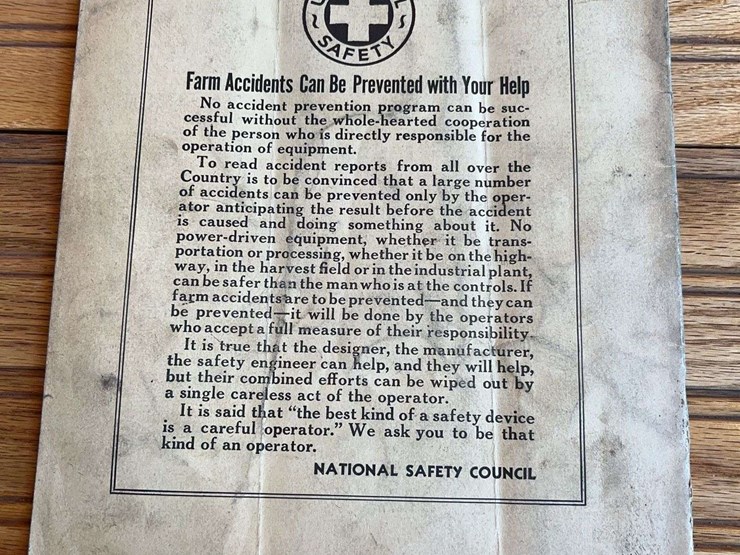 SAFETY
Farm Accidents Can Be Prevented with Your Help
No accident prevention program can be suc-
cessful without the whole-hearted cooperation
of the person who is directly responsible for the
operation of equipment.
To read accident reports from all over the
Country is to be convinced that a large number
of accidents can be prevented only by the oper-
ator anticipating the result before the accident
is caused and doing something about it. No
power-driven equipment, whether it be trans-
portation or processing, whether it be on the high-
way, in the harvest field or in the industrial plant,
can be safer than the man who is at the controls. If
farm accidents are to be prevented—and they can
be prevented—it will be done by the operators
who accept a full measure of their responsibility.
It is true that the designer, the manufacturer,
the safety engineer can help, and they will help,
but their combined efforts can be wiped out by
a single careless act of the operator.
It is said that “the best kind of a safety device
is a careful operator.” We ask you to be that
kind of an operator.
NATIONAL SAFETY COUNCIL